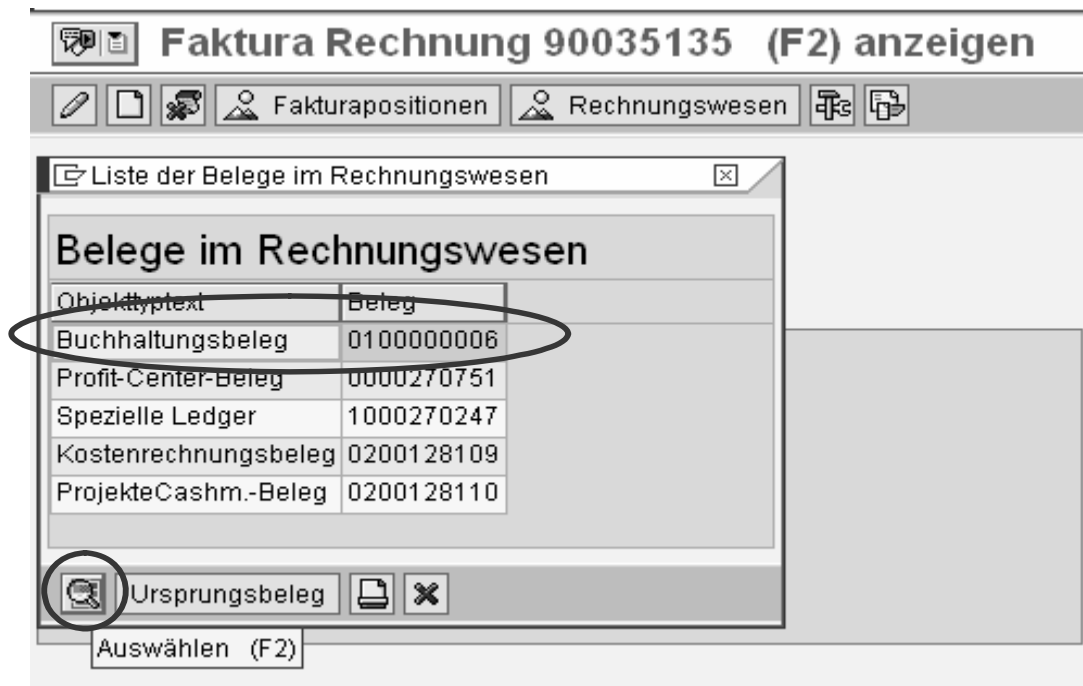 Faktura Rechnung 90035135 (F2) anzeigen
Fakturapositionen Rechnungswesen
Liste der Belege im Rechnungswesen
Belege im Rechnungswesen
Objekttyptext Beleg
Buchhaltungsbeleg 0100000006
Profit-Center-Beleg 0000270751
Spezielle Ledger 1000270247
Kostenrechnungsbeleg 0200128109
ProjekteCashm.-Beleg 0200128110
Ursprungsbeleg
Auswählen (F2)